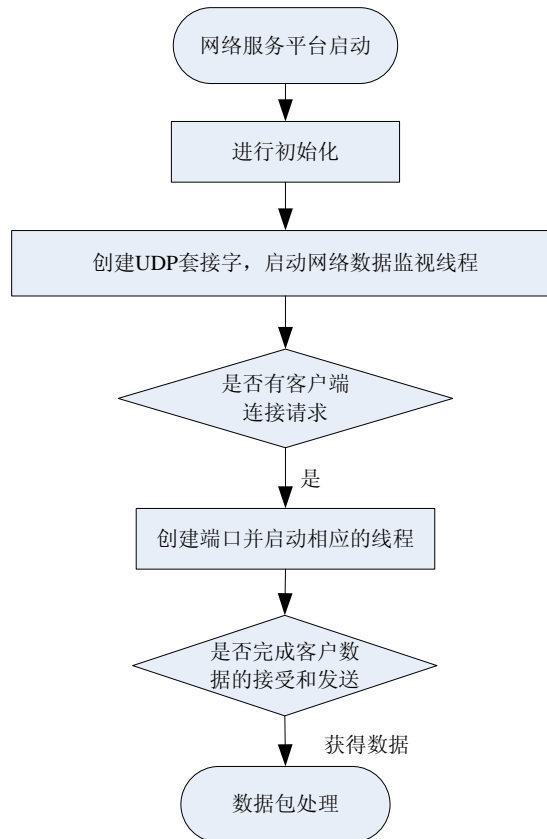 网络服务平台启动
进行初始化
创建UDP套接字，启动网络数据监视线程
是否有客户端
连接请求
是
创建端口并启动相应的线程
是否完成客户数
据的接受和发送
获得数据
数据包处理